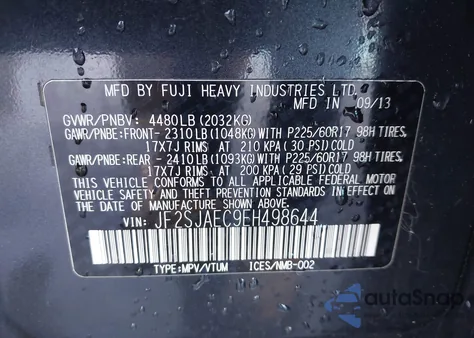 MFD. BY FUJI HEAVY INDUSTRIES LTD.
MFD IN 09/13
GVWR/PNBV: 4480LB (2032KG)
GAWR/PNBE:FRONT-2310LB(1048KG)WITH P225/60R17 98H TIRES,
17X7J RIMS AT 210 KPA( 30 PSI)COLD
GAWR/PNBE:REAR -2410LB(1093KG)WITH P225/60R17 98H TIRES,
17X7J RIMS AT 200 KPA (29 PSI)COLD
THIS VEHICLE CONFORMS TO ALL APPLICABLE FEDERAL MOTOR
VEHICLE SAFETY AND THEFT PREVENTION STANDARDS IN EFFECT
ON THE DATE OF MANUFACTURE SHOWN ABOVE.
VIN: JF2SJAEC9EH498644
TYPE:MPV/VTUM ICES/NMB-002
autoSnap